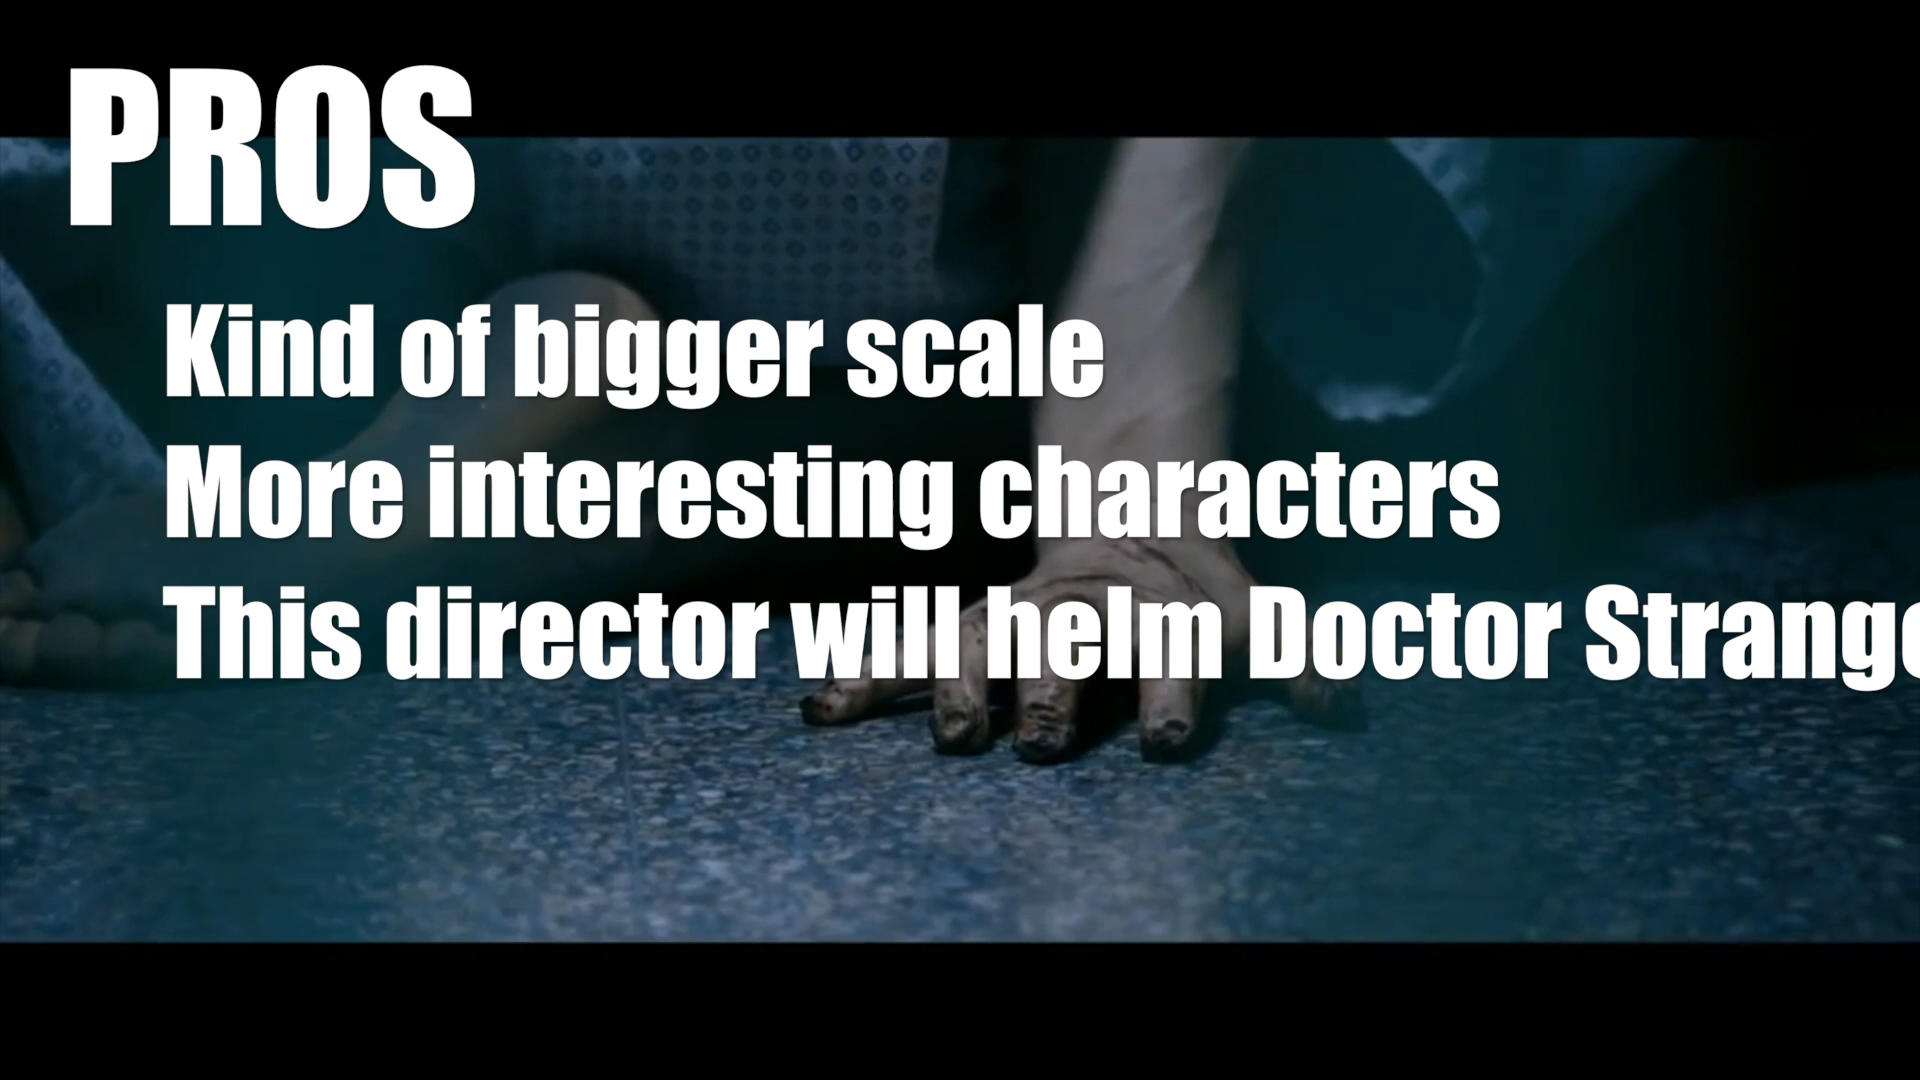 PROS
Kind of bigger scale
More interesting characters
This director will helm Doctor Strange